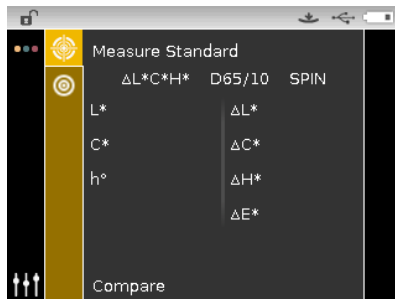 Measure Standard
ΔL*C*H* D65/10 SPIN
L* ΔL*
C* ΔC*
h° ΔH*
ΔE*
Compare